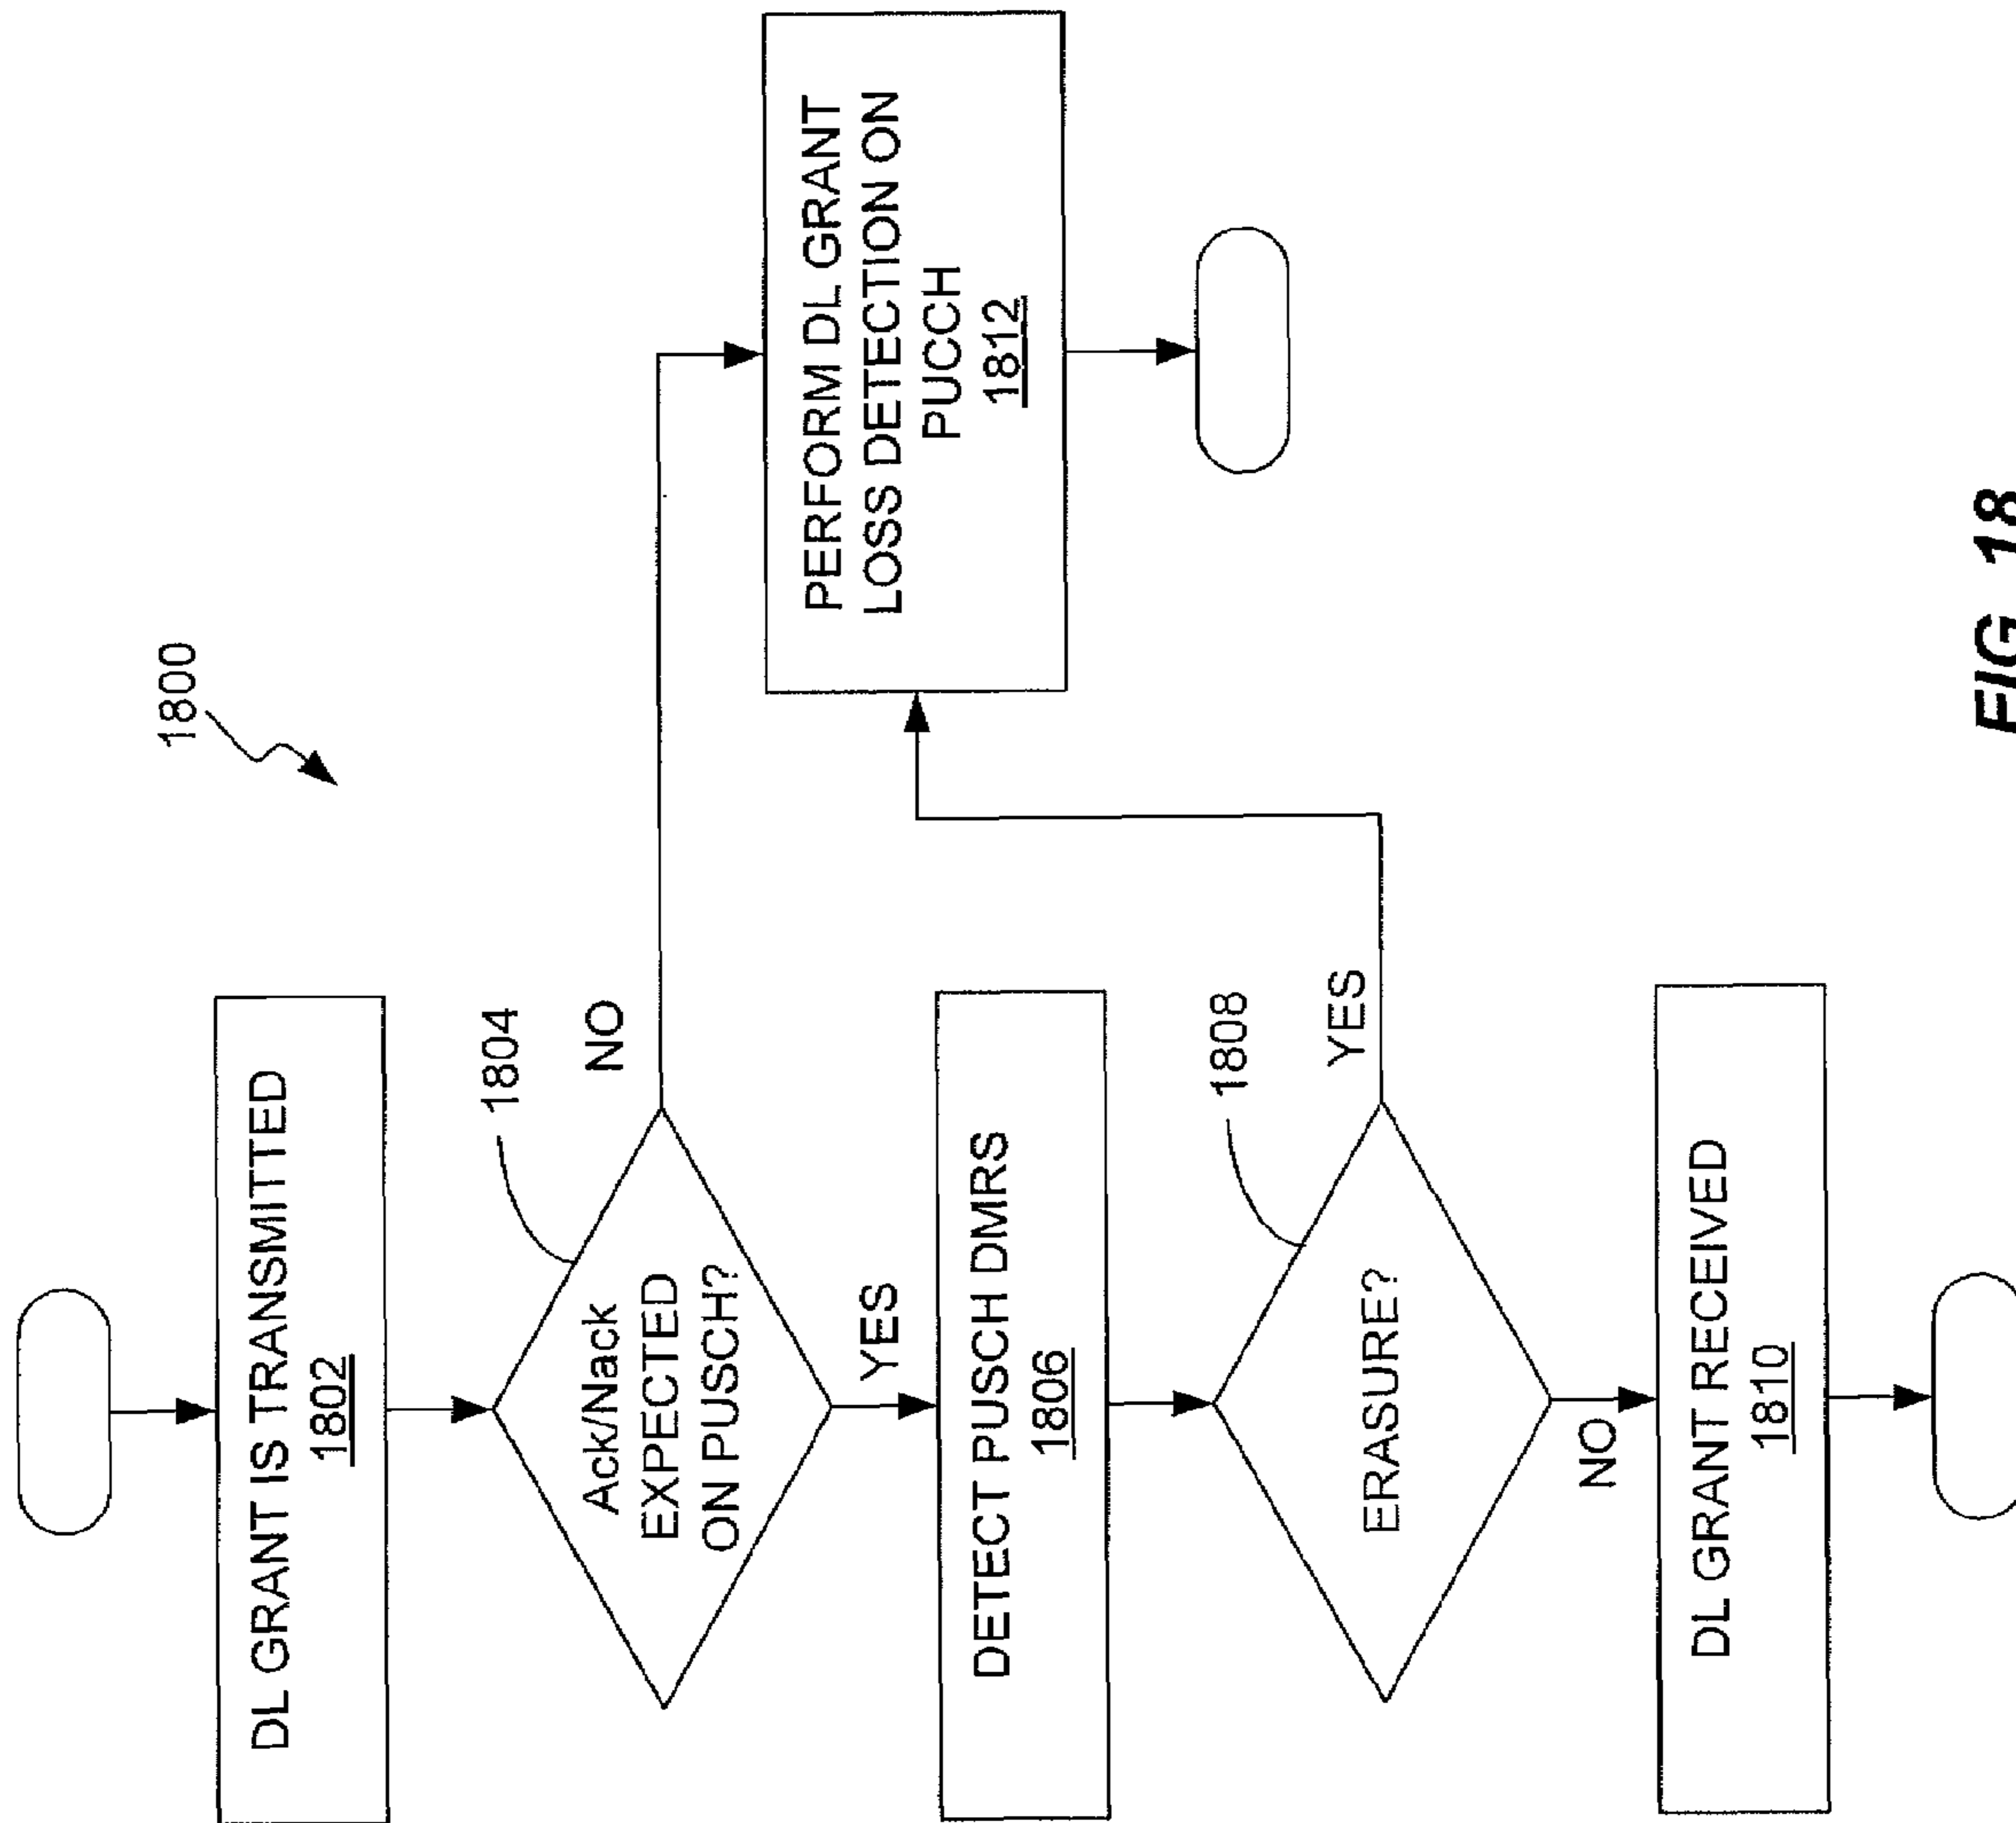 1800
DL GRANT IS TRANSMITTED
1802
1804
Ack/Nack
EXPECTED
ON PUSCH?
NO
YES
DETECT PUSCH DMRS
1806
1808
ERASURE?
YES
NO
DL GRANT RECEIVED
1810
PERFORM DL GRANT
LOSS DETECTION ON
PUCCH
1812
FIG. 18